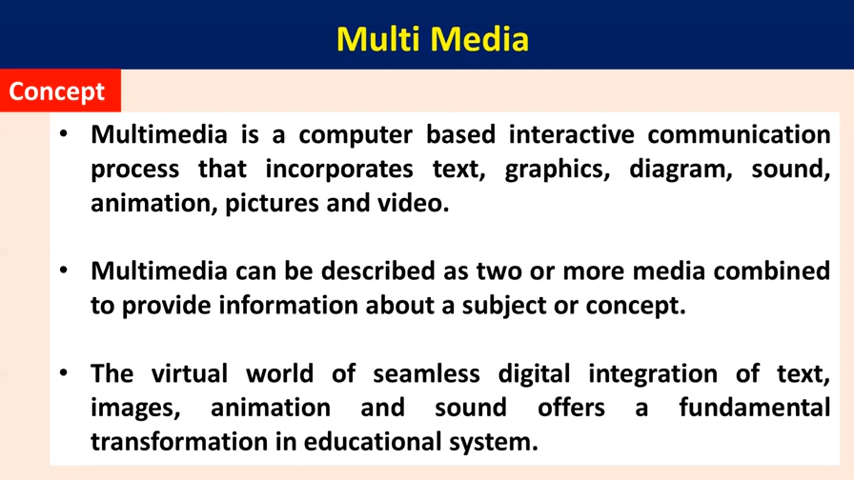 Multi Media
Concept
• Multimedia is a computer based interactive communication
process that incorporates text, graphics, diagram, sound,
animation, pictures and video.
• Multimedia can be described as two or more media combined
to provide information about a subject or concept.
• The virtual world of seamless digital integration of text,
images, animation and sound offers a fundamental
transformation in educational system.